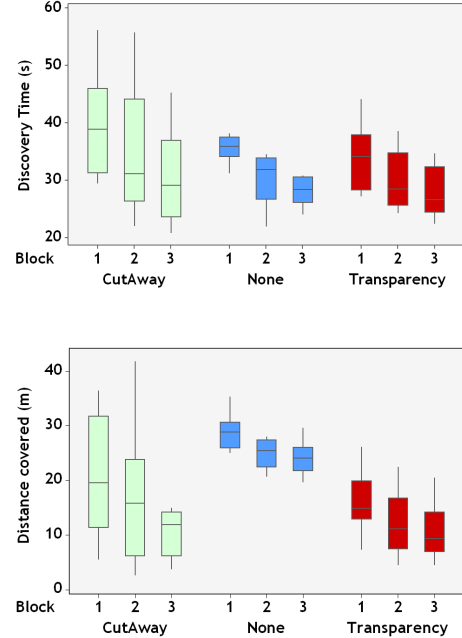 Discovery Time (s)
60
50
40
30
20
Block 1 2 3 1 2 3 1 2 3
CutAway None Transparency
Distance covered (m)
40
30
20
10
0
Block 1 2 3 1 2 3 1 2 3
CutAway None Transparency